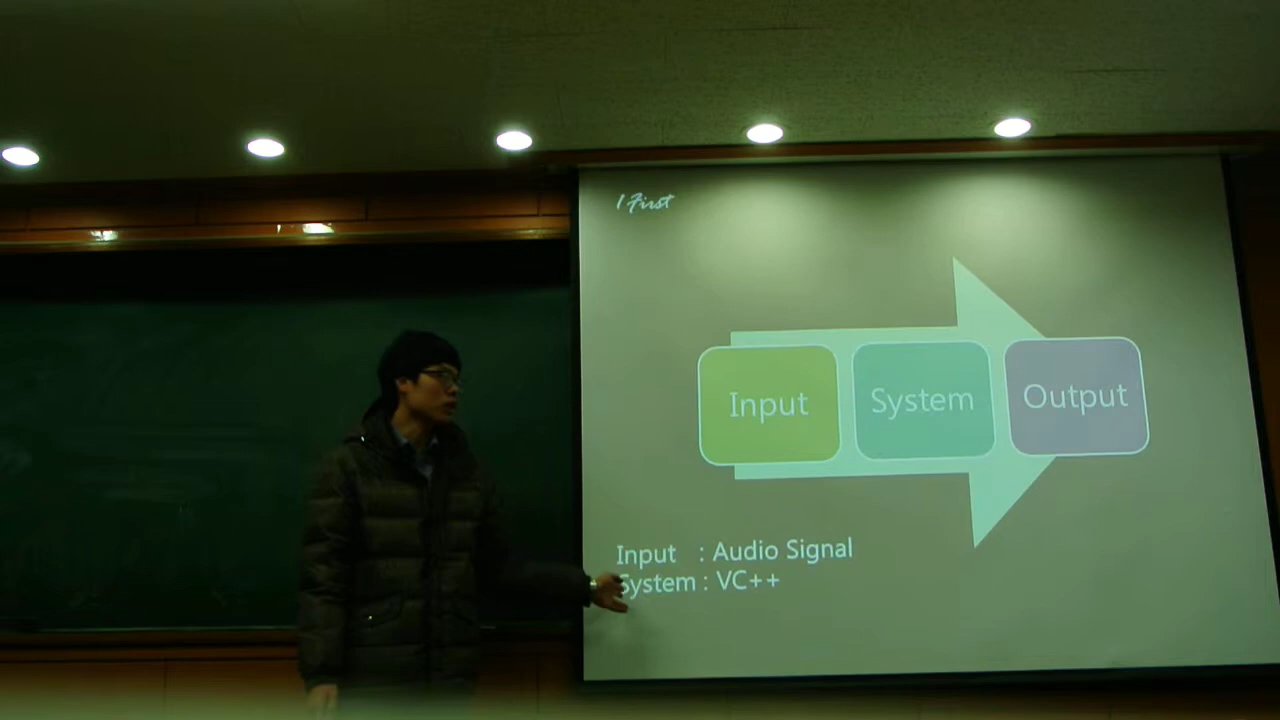 I First
Input System Output
Input : Audio Signal
System : VC++